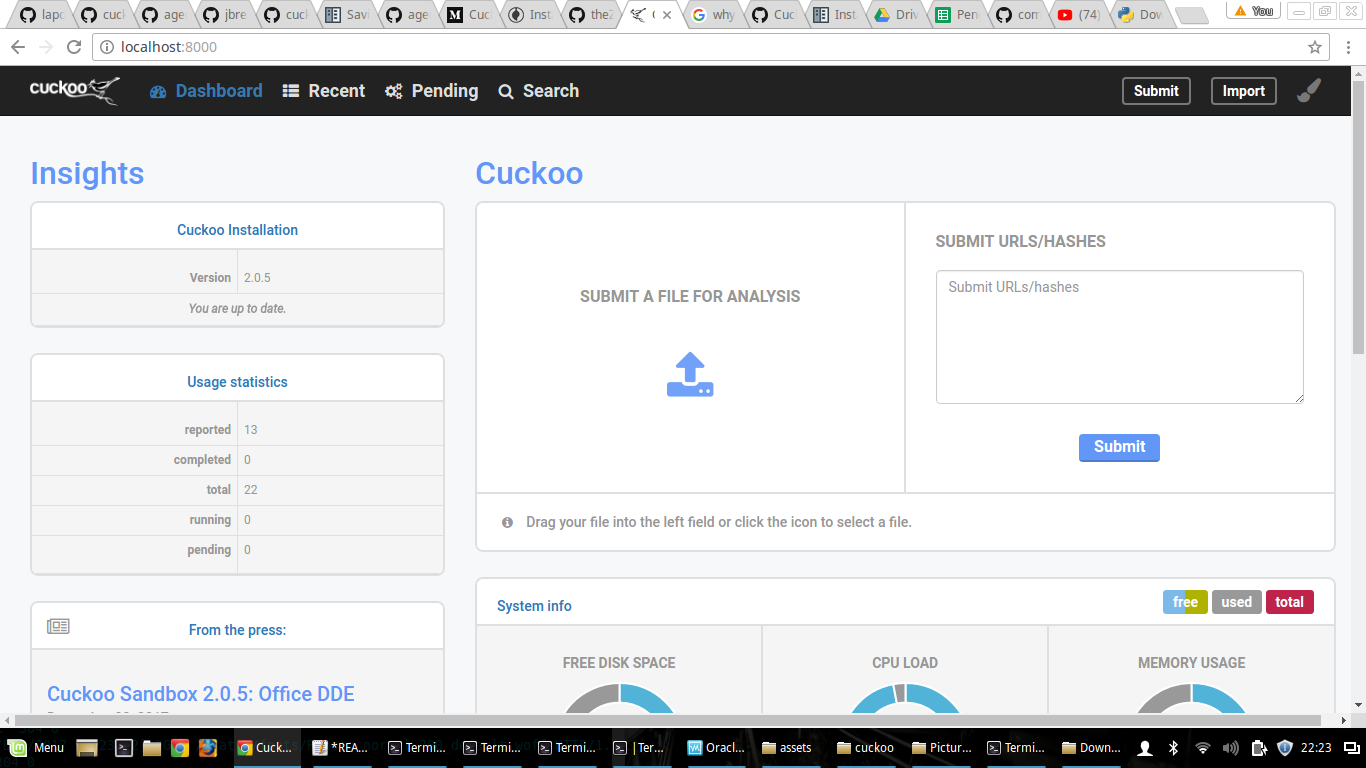 lapc
cuck
age
jbre
cuck
Savi
age
Cuc
Inst
theZ
why
Cuc
Inst
Driv
Pen
con
(74)
Dov
You
localhost:8000
cuckoo
Dashboard
Recent
Pending
Search
Submit
Import
Insights
Cuckoo
Cuckoo Installation
Version 2.0.5
You are up to date.
SUBMIT A FILE FOR ANALYSIS
SUBMIT URLS/HASHES
Submit URLs/hashes
Submit
Drag your file into the left field or click the icon to select a file.
Usage statistics
reported 13
completed 0
total 22
running 0
pending 0
From the press:
Cuckoo Sandbox 2.0.5: Office DDE
System info
free used total
FREE DISK SPACE
CPU LOAD
MEMORY USAGE
Menu
Cuck...
*REA...
Termi...
Termi...
Termi...
| Ter...
Oracl...
assets
cuckoo
Pictur...
Termi...
Down...
22:23